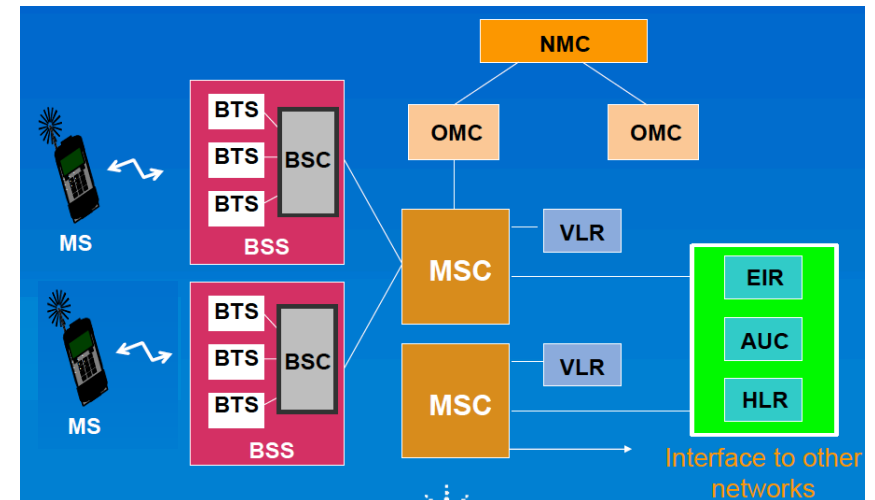 NMC
OMC
OMC
BTS
BTS
BTS
BSC
BSS
MS
MSC
VLR
EIR
AUC
HLR
BTS
BTS
BTS
BSC
BSS
MS
MSC
VLR
Interface to other
networks